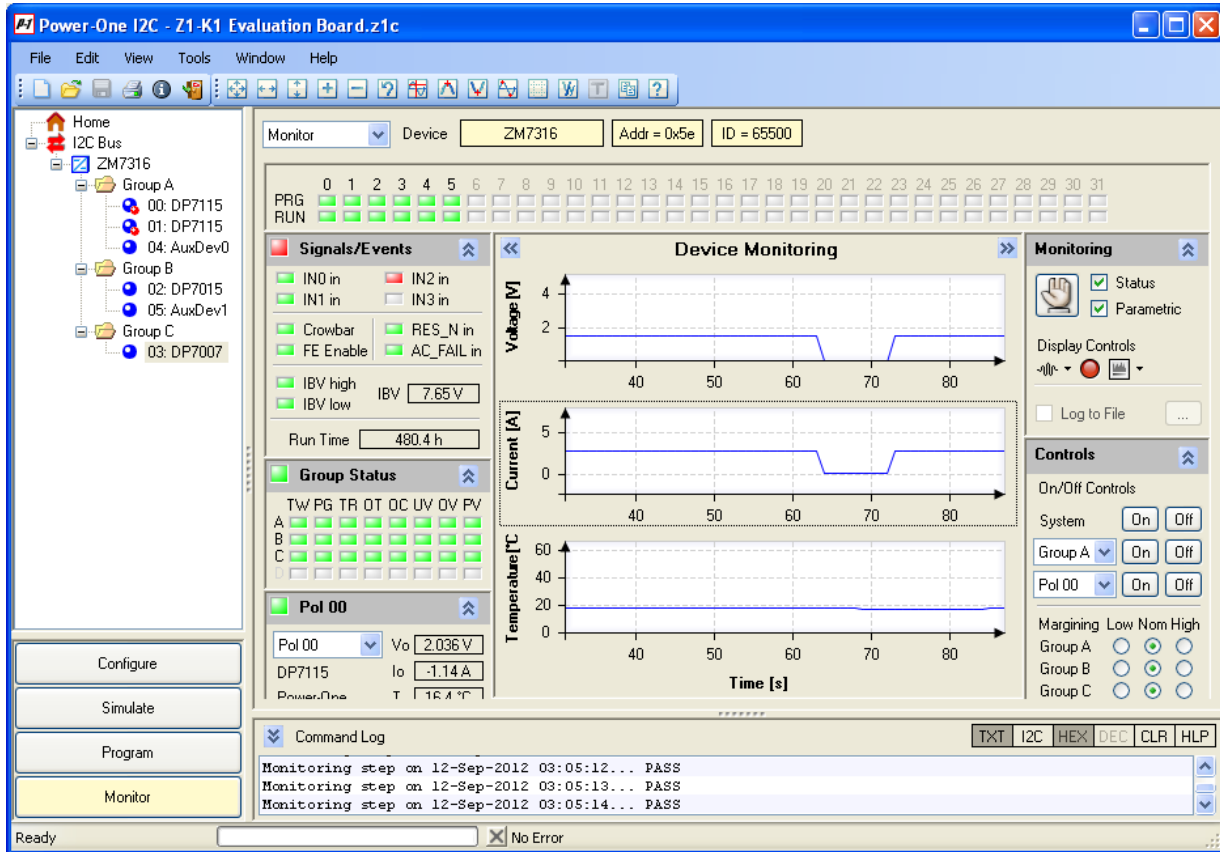 Power-One I2C - Z1-K1 Evaluation Board.z1c
File Edit View Tools Window Help
Home
I2C Bus
ZM7316
Group A
00: DP7115
01: DP7115
04: AuxDev0
Group B
02: DP7015
05: AuxDev1
Group C
03: DP7007
Configure
Simulate
Program
Monitor
Monitor Device ZM7316 Addr = 0x5e ID = 65500
0 1 2 3 4 5 6 7 8 9 10 11 12 13 14 15 16 17 18 19 20 21 22 23 24 25 26 27 28 29 30 31
PRG
RUN
Signals/Events
IN0 in IN2 in
IN1 in IN3 in
Crowbar RES_N in
FE Enable AC_FAIL in
IBV high
IBV low
IBV 7.65 V
Run Time 480.4 h
Group Status
TW PG TR OT OC UV OV PV
A
B
C
D
Pol 00
Pol 00 Vo 2.036 V
DP7115 Io -1.14 A
Power-One T 16.4 °C
Device Monitoring
Voltage [V]
4
2
40 50 60 70 80
Current [A]
5
0
40 50 60 70 80
Temperature [°C
60
40
20
0
40 50 60 70 80
Time [s]
Monitoring
Status
Parametric
Display Controls
Log to File ...
Controls
On/Off Controls
System On Off
Group A On Off
Pol 00 On Off
Margining Low Nom High
Group A
Group B
Group C
Command Log TXT I2C HEX DEC CLR HLP
Monitoring step on 12-Sep-2012 03:05:12... PASS
Monitoring step on 12-Sep-2012 03:05:13... PASS
Monitoring step on 12-Sep-2012 03:05:14... PASS
Ready No Error